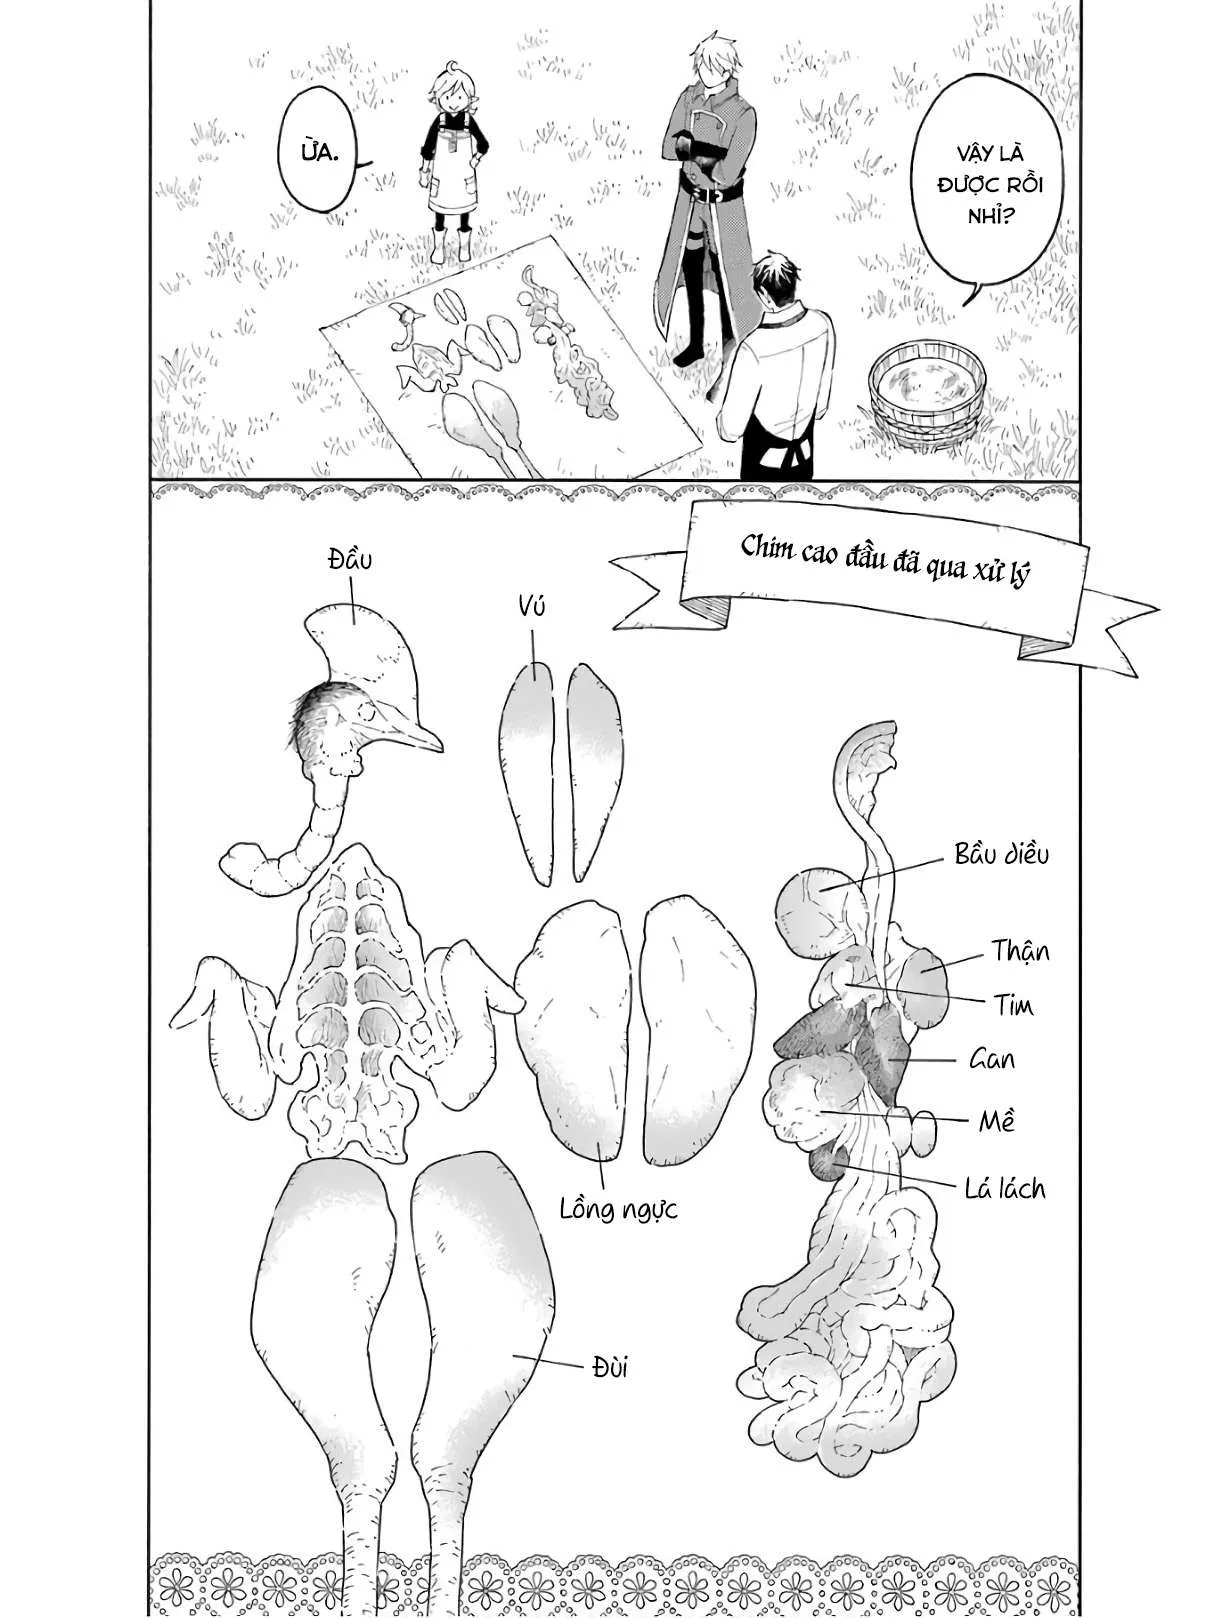 VẬY LÀ
ĐƯỢC RỒI
NHỈ?
ỪA.
Chim cao đầu đã qua xử lý
Đầu
Vú
Bầu diều
Thận
Tim
Gan
Mề
Lá lách
Lồng ngực
Đùi